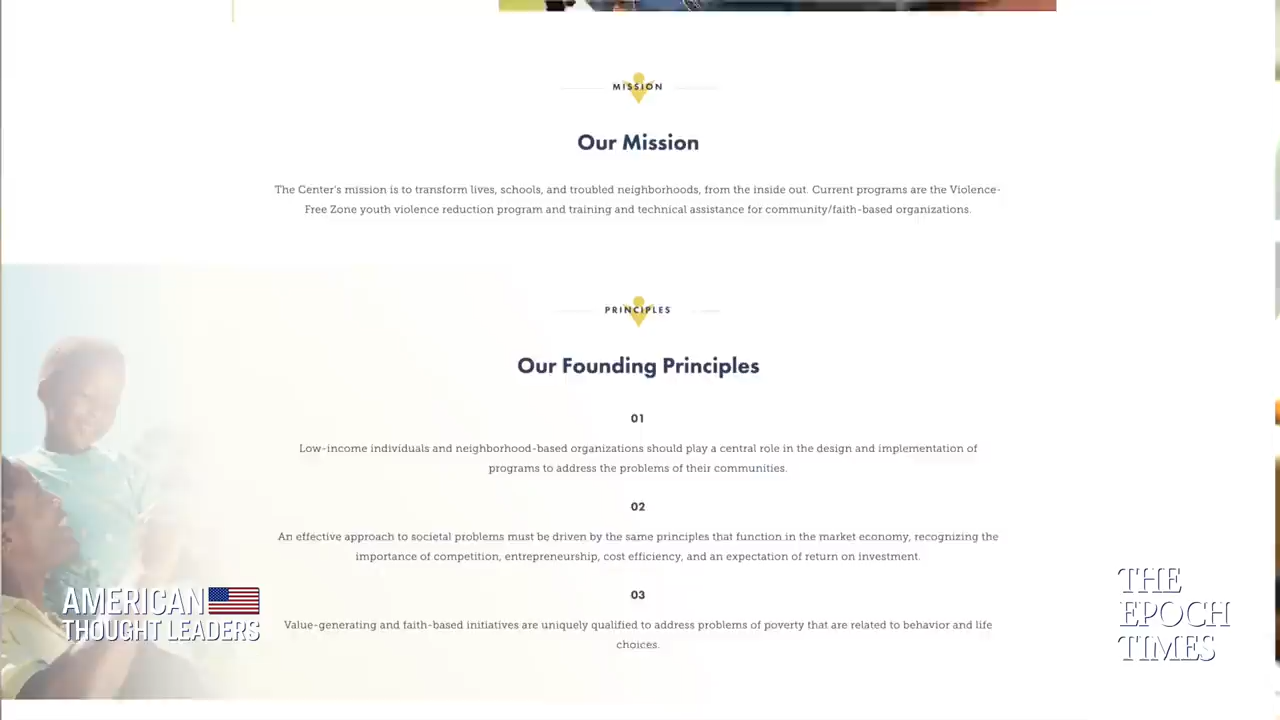 MISSION
Our Mission
The Center's mission is to transform lives, schools, and troubled neighborhoods, from the inside out. Current programs are the Violence-
Free Zone youth violence reduction program and training and technical assistance for community/faith-based organizations.
PRINCIPLES
Our Founding Principles
01
Low-income individuals and neighborhood-based organizations should play a central role in the design and implementation of
programs to address the problems of their communities.
02
An effective approach to societal problems must be driven by the same principles that function in the market economy, recognizing the
importance of competition, entrepreneurship, cost efficiency, and an expectation of return on investment.
03
Value-generating and faith-based initiatives are uniquely qualified to address problems of poverty that are related to behavior and life
choices.
AMERICAN
THOUGHT LEADERS
THE
EPOCH
TIMES